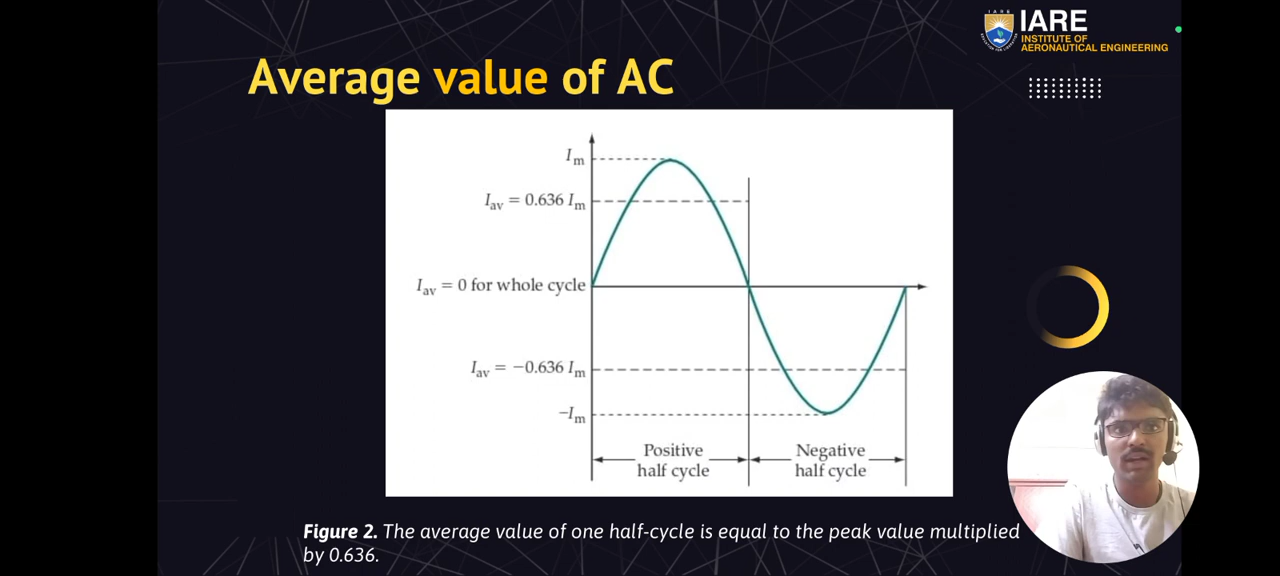 IARE
IARE
INSTITUTE OF
AERONAUTICAL ENGINEERING
Average value of AC
Im
Iav = 0.636 Im
Iav = 0 for whole cycle
Iav = −0.636 Im
−Im
Positive
half cycle
Negative
half cycle
Figure 2. The average value of one half-cycle is equal to the peak value multiplied
by 0.636.